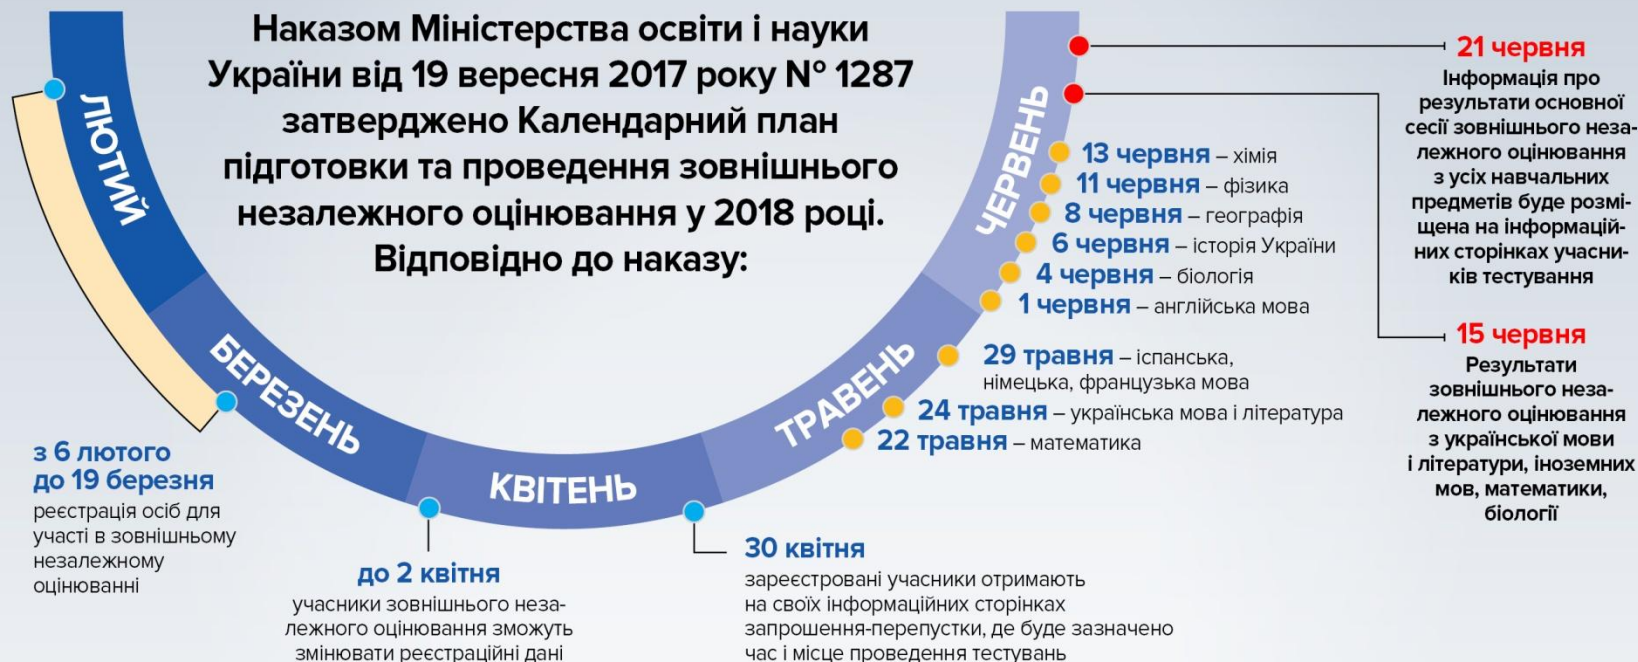 Наказом Міністерства освіти і науки
України від 19 вересня 2017 року № 1287
затверджено Календарний план
підготовки та проведення зовнішнього
незалежного оцінювання у 2018 році.
Відповідно до наказу:
ЛЮТИЙ
БЕРЕЗЕНЬ
КВІТЕНЬ
ТРАВЕНЬ
ЧЕРВЕНЬ
з 6 лютого
до 19 березня
реєстрація осіб для
участі в зовнішньому
незалежному
оцінюванні
до 2 квітня
учасники зовнішнього неза-
лежного оцінювання зможуть
змінювати реєстраційні дані
30 квітня
зареєстровані учасники отримають
на своїх інформаційних сторінках
запрошення-перепустки, де буде зазначено
час і місце проведення тестувань
13 червня – хімія
11 червня – фізика
8 червня – географія
6 червня – історія України
4 червня – біологія
1 червня – англійська мова
29 травня – іспанська,
німецька, французька мова
24 травня – українська мова і література
22 травня – математика
21 червня
Інформація про
результати основної
сесії зовнішнього неза-
лежного оцінювання
з усіх навчальних
предметів буде розмі-
щена на інформацій-
них сторінках учасни-
ків тестування
15 червня
Результати
зовнішнього неза-
лежного оцінювання
з української мови
і літератури, іноземних
мов, математики,
біології